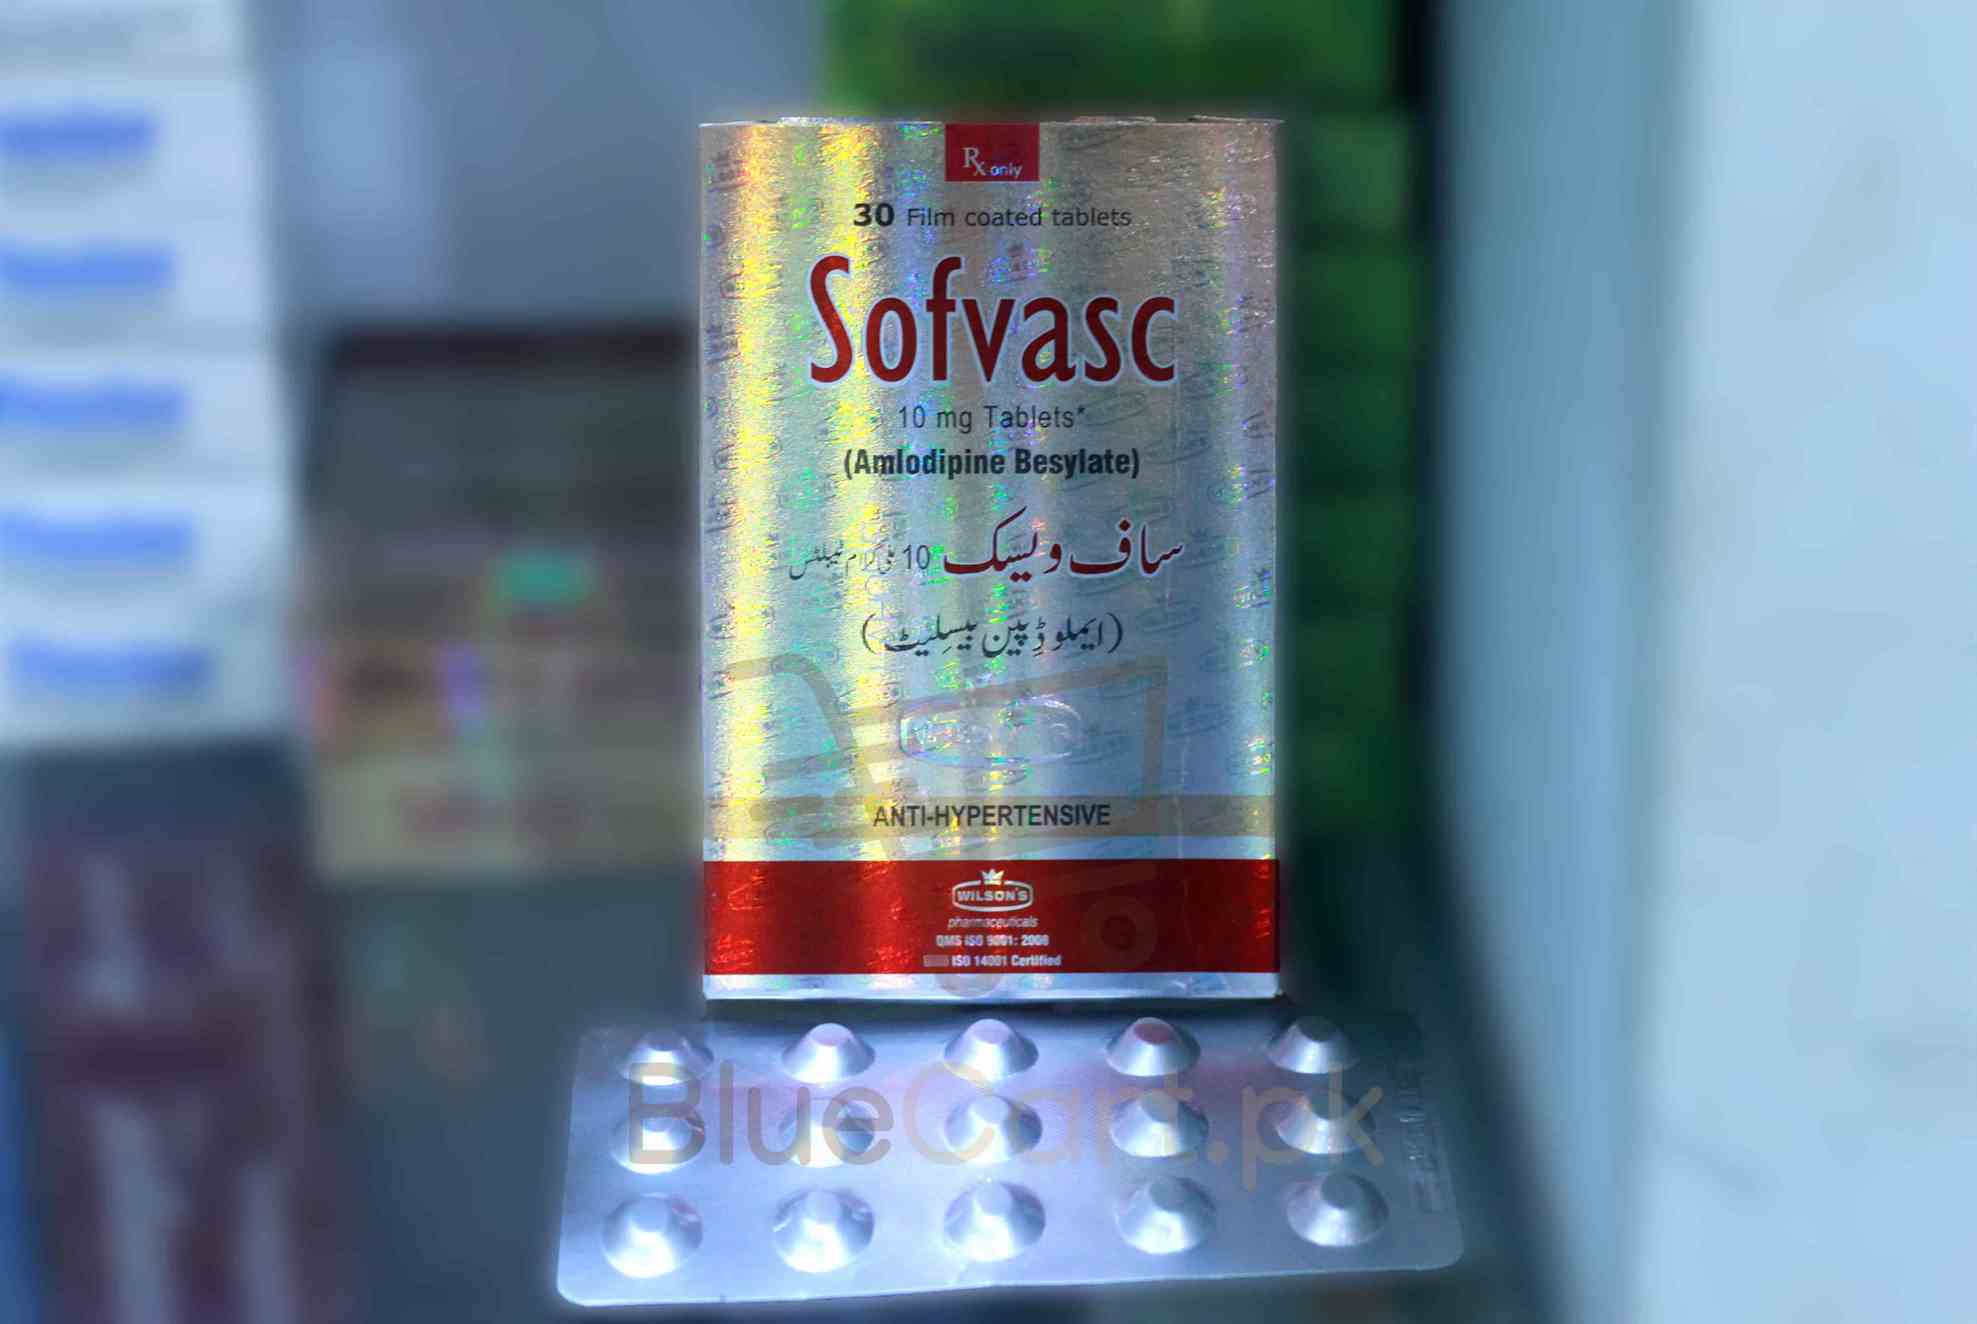 Rx only
30 Film coated tablets
Sofvasc
10 mg Tablets*
(Amlodipine Besylate)
ساف ویسک 10 ملی گرام ٹیبلٹس
(ایملوڈپین بیسلیٹ)
ANTI-HYPERTENSIVE
WILSON'S
pharmaceuticals
QMS ISO 9001: 2008
ISO 14001 Certified
BlueCart.pk